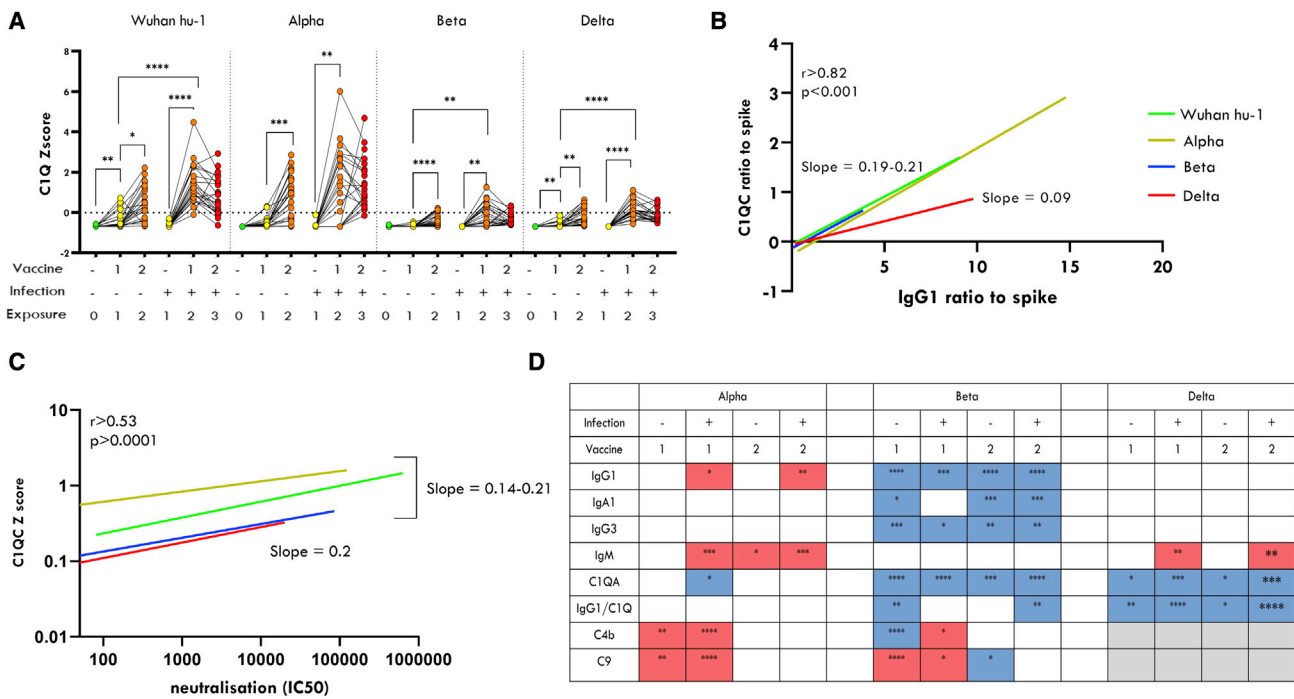 A
Wuhan hu-1 Alpha Beta Delta
C1Q Zscore
8
6
4
2
0
-2
**** **** ** * ** *** ** **** ** ** **** ** ** ****
Vaccine - 1 2 - 1 2 - 1 2 - 1 2 - 1 2 - 1 2 - 1 2 - 1 2
Infection - - - + + + - - - + + + - - - + + + - - - + + +
Exposure 0 1 2 1 2 3 0 1 2 1 2 3 0 1 2 1 2 3 0 1 2 1 2 3
B
C1QC ratio to spike
4
3
2
1
0
-1
r>0.82
p<0.001
Slope = 0.19-0.21
Slope = 0.09
5 10 15 20
IgG1 ratio to spike
Wuhan hu-1
Alpha
Beta
Delta
C
C1QC Z score
10
1
0.1
0.01
r>0.53
p>0.0001
Slope = 0.14-0.21
Slope = 0.2
100 1000 10000 100000 1000000
neutralisation (IC50)
D
Alpha Beta Delta
Infection - + - + - + - + - + - +
Vaccine 1 1 2 2 1 1 2 2 1 1 2 2
IgG1 * ** **** *** **** ****
IgA1 * *** ***
IgG3 *** * ** **
IgM *** * *** ** **
C1QA * **** **** *** **** * *** * ***
IgG1/C1Q ** ** ** **** * ****
C4b ** **** **** *
C9 ** **** **** * *